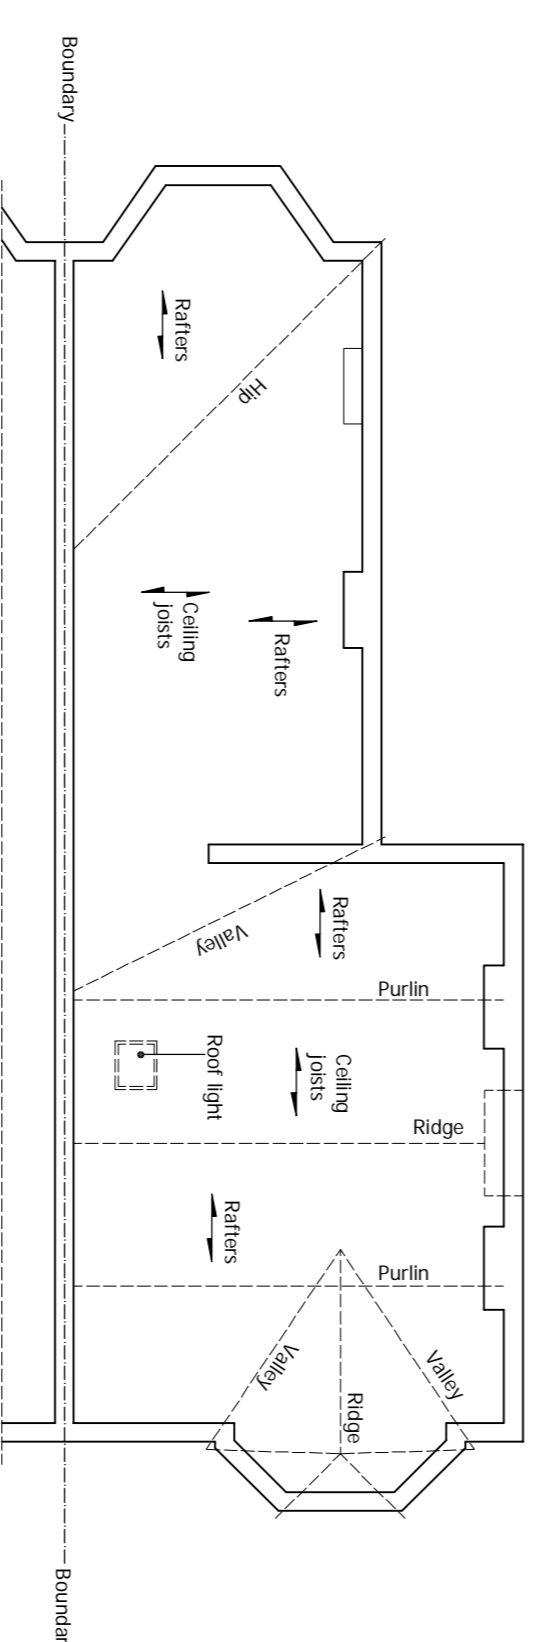 Boundary
Rafters
Hip
Ceiling
joists
Rafters
Valley
Rafters
Purlin
Roof light
Ceiling
joists
Ridge
Rafters
Purlin
Valley
Valley
Ridge
Boundar